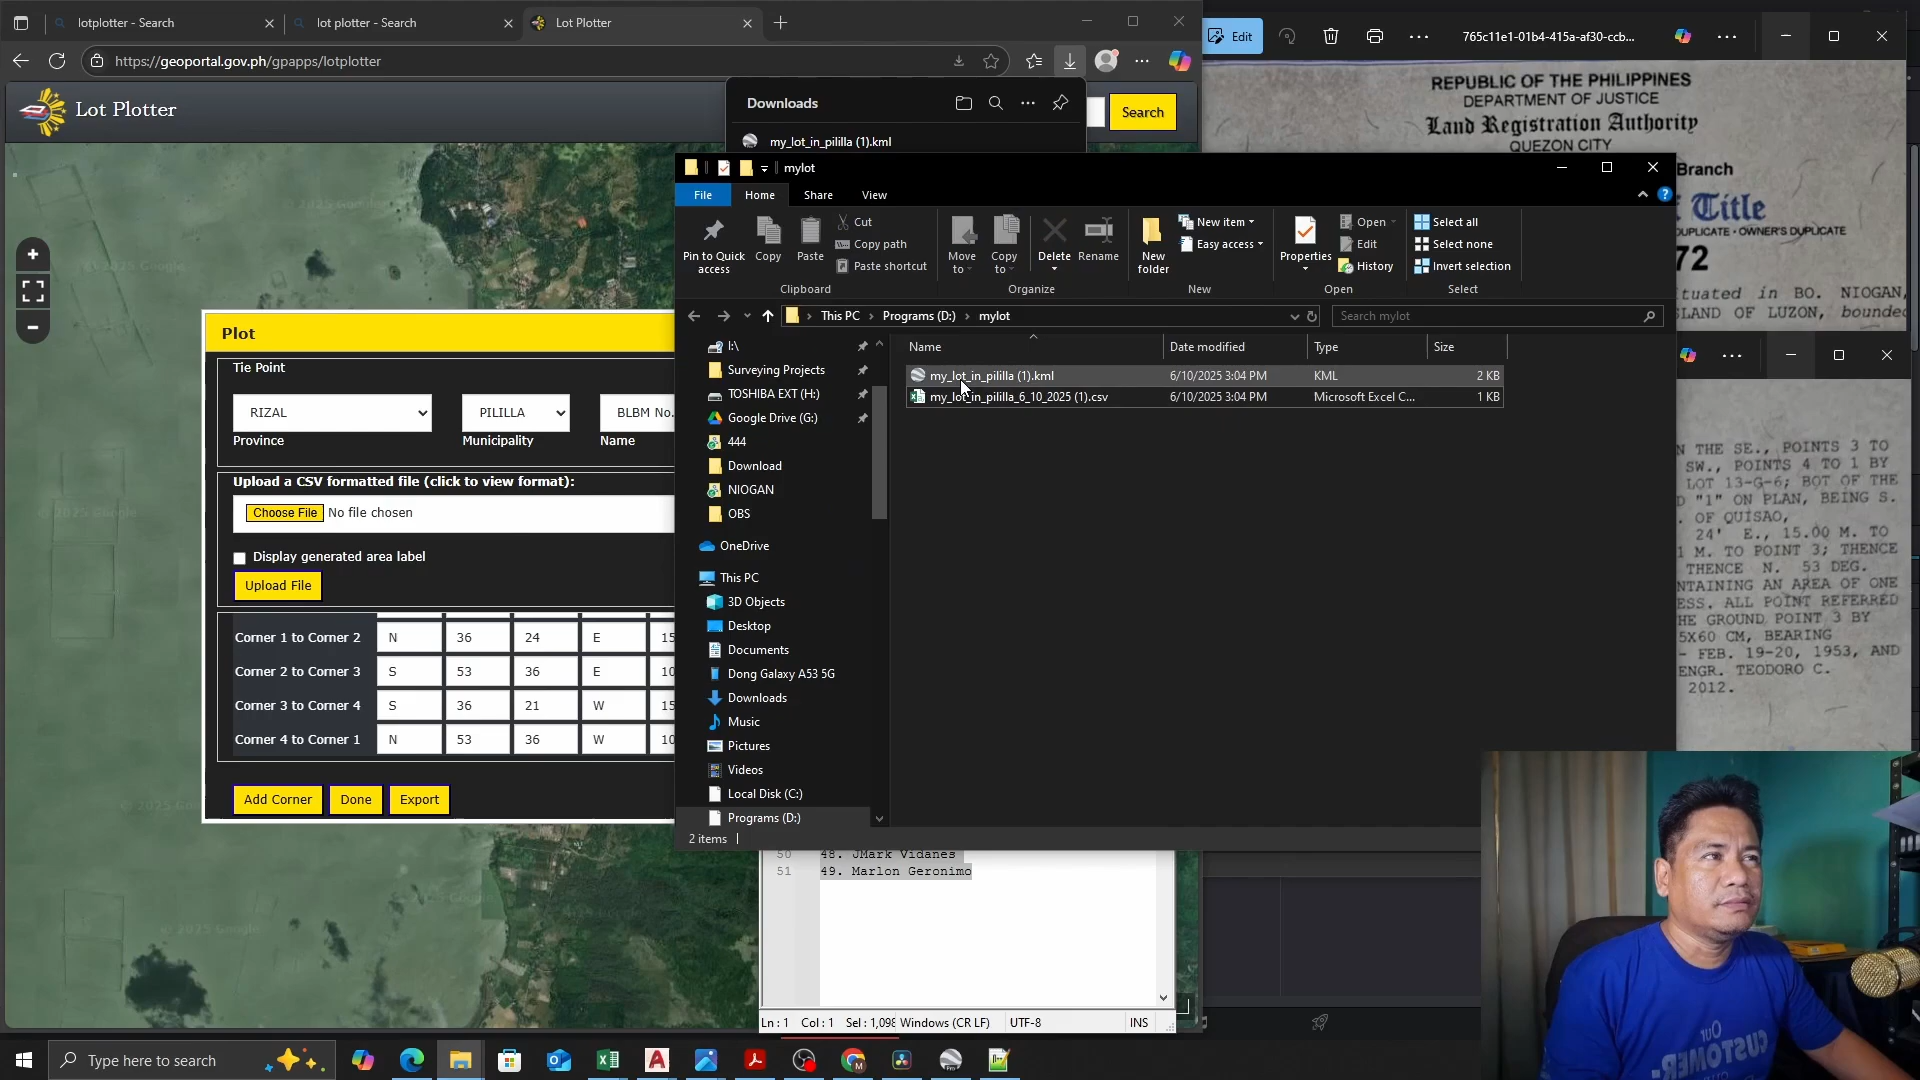 lotplotter - Search
lot plotter - Search
Lot Plotter
https://geoportal.gov.ph/gpapps/lotplotter
Edit
765c11e1-01b4-415a-af30-ccb...
Lot Plotter
Downloads
Search
my_lot_in_pililla (1).kml
REPUBLIC OF THE PHILIPPINES
DEPARTMENT OF JUSTICE
Land Registration Authority
QUEZON CITY
Branch
Title
DUPLICATE • OWNER'S DUPLICATE
72
tuated in BO. NIOGAN,
LAND OF LUZON, bounded
mylot
File
Home
Share
View
Pin to Quick access
Copy
Paste
Cut
Copy path
Paste shortcut
Move to
Copy to
Delete
Rename
New folder
New item
Easy access
Properties
Open
Edit
History
Select all
Select none
Invert selection
Clipboard
Organize
New
Open
Select
This PC
Programs (D:)
mylot
Search mylot
Name
Date modified
Type
Size
my_lot_in_pililla (1).kml
6/10/2025 3:04 PM
KML
2 KB
my_lot_in_pililla_6_10_2025 (1).csv
6/10/2025 3:04 PM
Microsoft Excel C...
1 KB
I:\
Surveying Projects
TOSHIBA EXT (H:)
Google Drive (G:)
444
Download
NIOGAN
OBS
OneDrive
This PC
3D Objects
Desktop
Documents
Dong Galaxy A53 5G
Downloads
Music
Pictures
Videos
Local Disk (C:)
Programs (D:)
2 items
Plot
Tie Point
RIZAL
PILILLA
BLBM No.
Province
Municipality
Name
Upload a CSV formatted file (click to view format):
Choose File No file chosen
Display generated area label
Upload File
Corner 1 to Corner 2 N 36 24 E 15
Corner 2 to Corner 3 S 53 36 E 10
Corner 3 to Corner 4 S 36 21 W 15
Corner 4 to Corner 1 N 53 36 W 10
Add Corner
Done
Export
N THE SE., POINTS 3 TO
SW., POINTS 4 TO 1 BY
LOT 13-G-6; BOT OF THE
D "1" ON PLAN, BEING S.
. OF QUISAO,
24' E., 15.00 M. TO
1 M. TO POINT 3; THENCE
THENCE N. 53 DEG.
NTAINING AN AREA OF ONE
ESS. ALL POINT REFERRED
HE GROUND POINT 3 BY
5X60 CM, BEARING
- FEB. 19-20, 1953, AND
ENGR. TEODORO C.
2012.
50 48. JMark Vidanes
51 49. Marlon Geronimo
Ln : 1 Col : 1 Sel : 1,098 Windows (CR LF) UTF-8 INS
Our
CUSTOMER
Type here to search